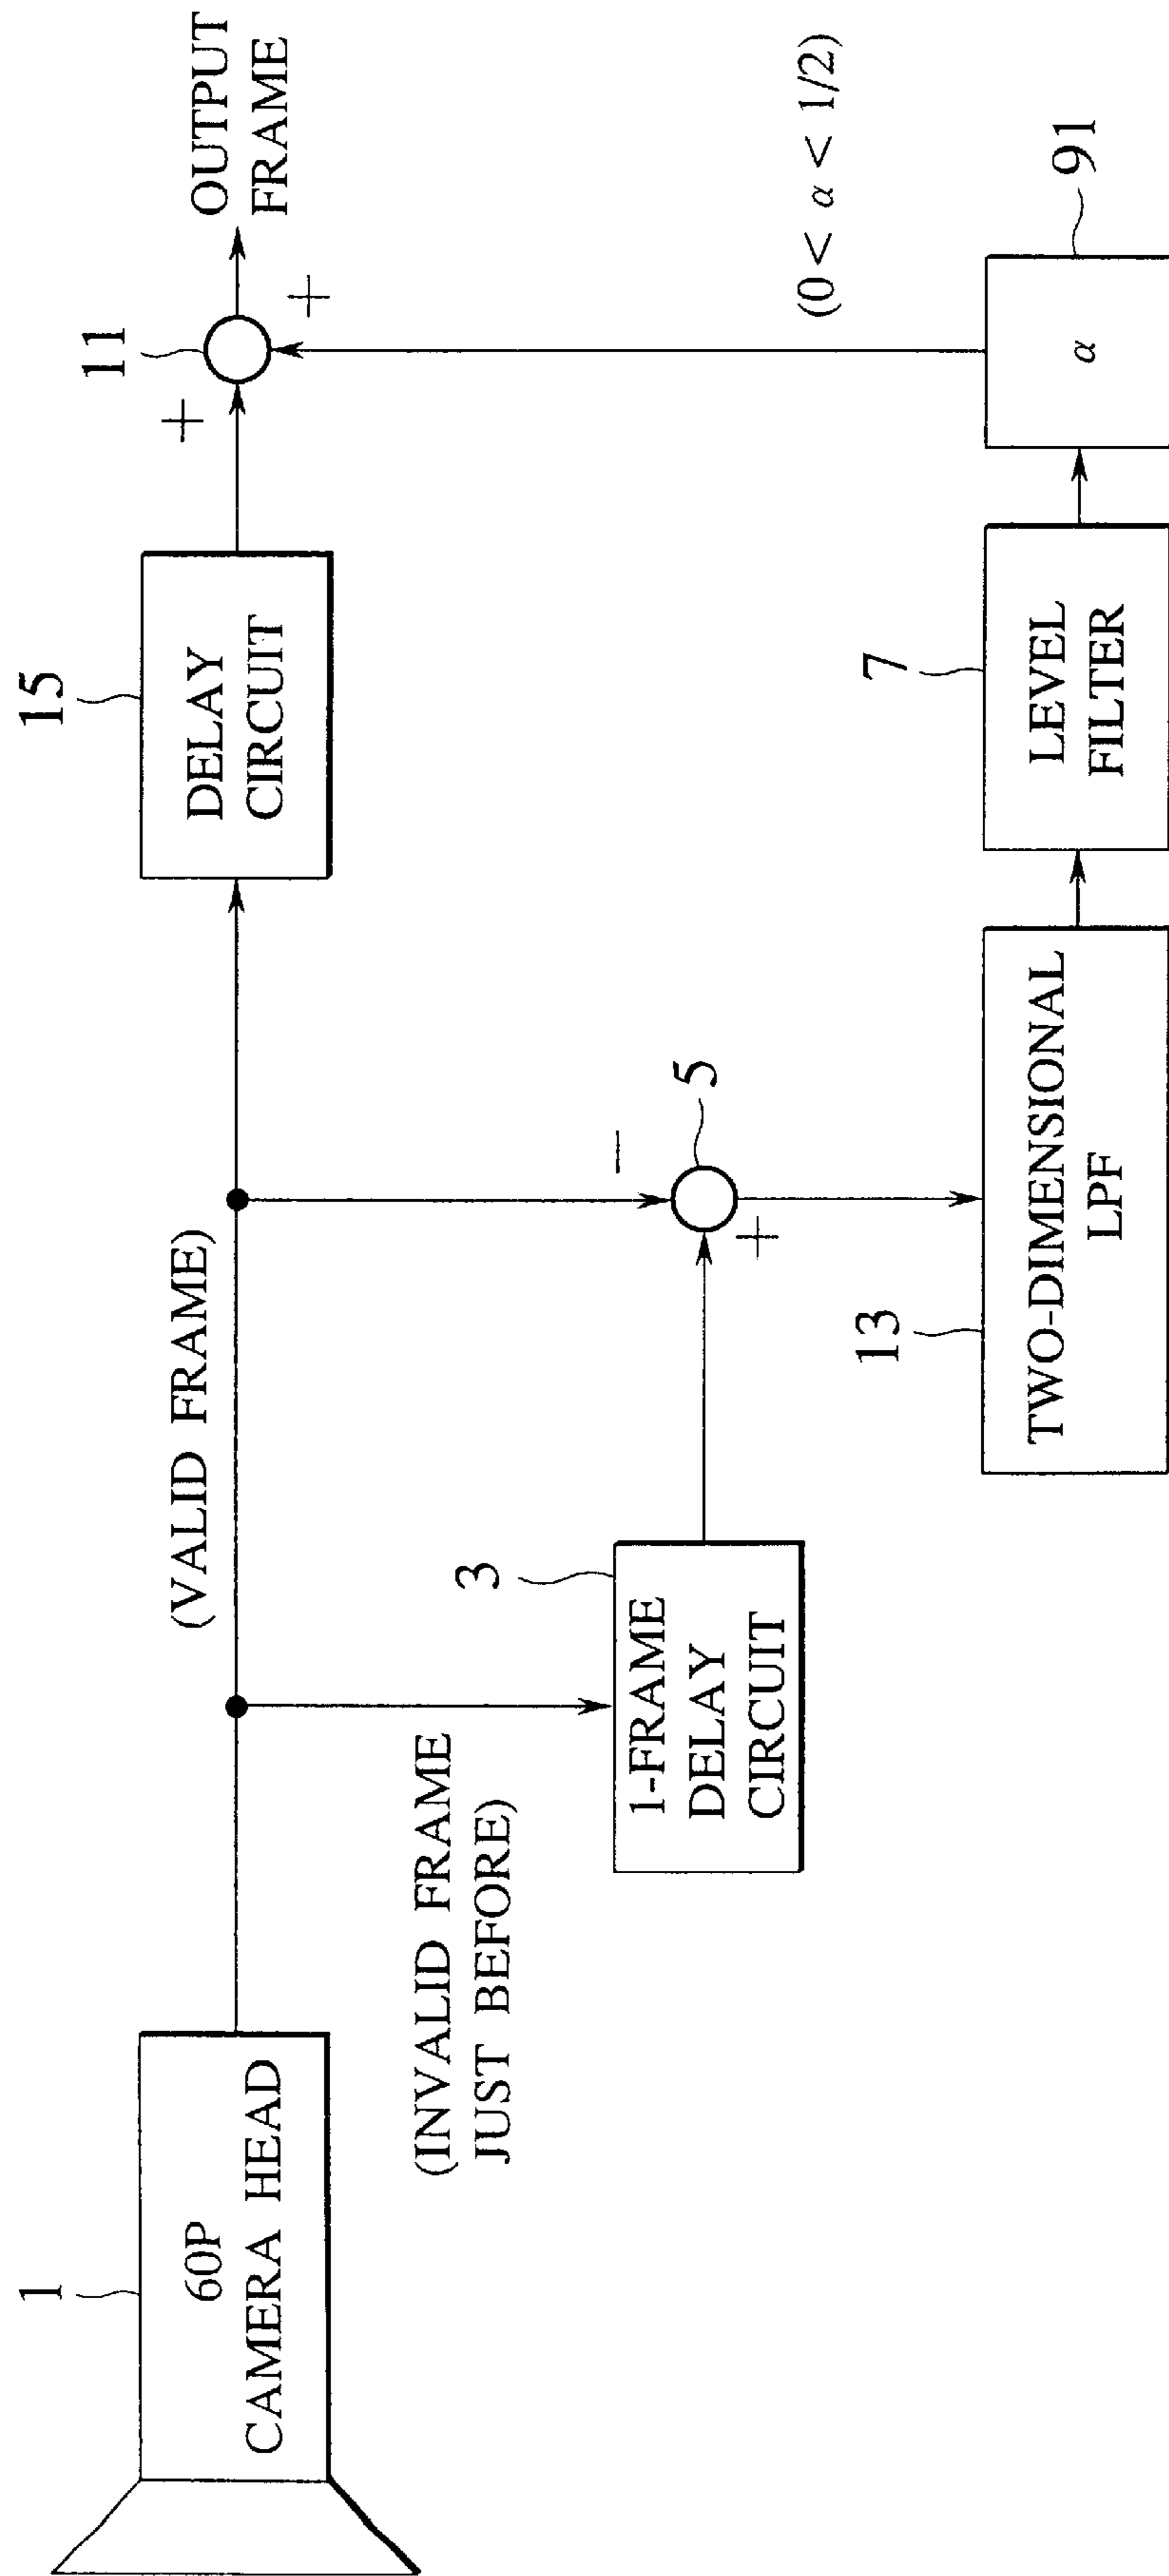 1
60P
CAMERA HEAD
(INVALID FRAME
JUST BEFORE)
3
1-FRAME
DELAY
CIRCUIT
(VALID FRAME)
5
−
+
13
TWO-DIMENSIONAL
LPF
15
DELAY
CIRCUIT
7
LEVEL
FILTER
11
+
+
OUTPUT
FRAME
(0 < α < 1/2)
α
91